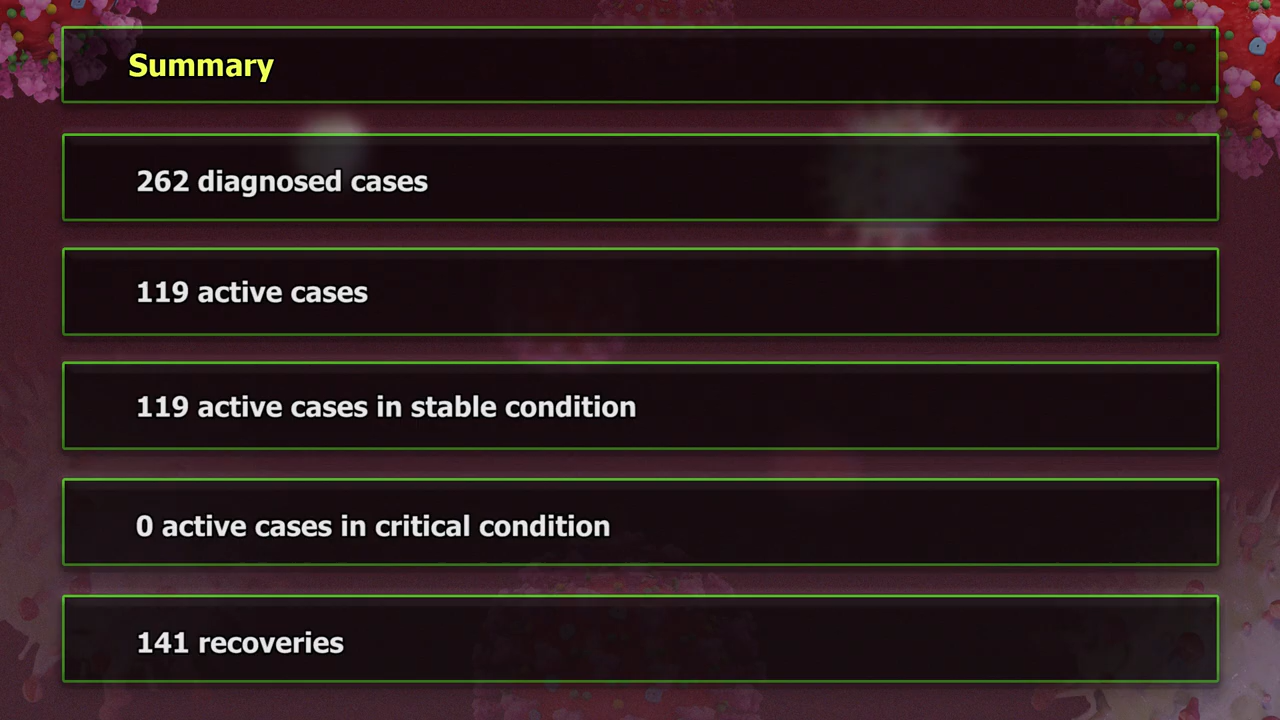 Summary
262 diagnosed cases
119 active cases
119 active cases in stable condition
0 active cases in critical condition
141 recoveries